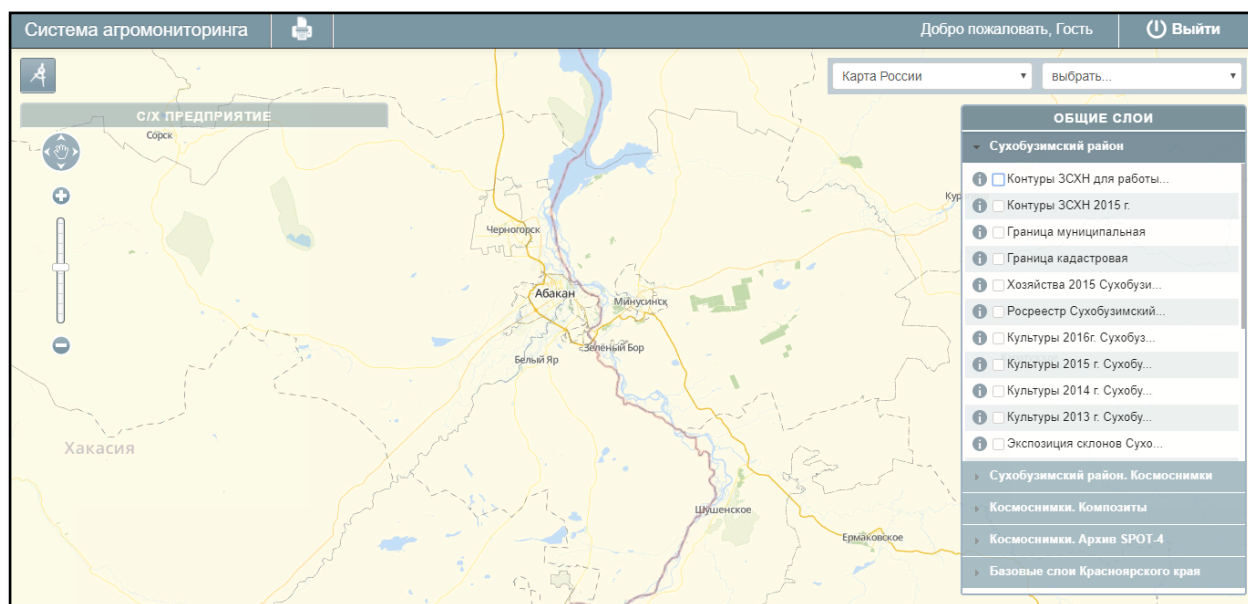 Система агромониторинга
Добро пожаловать, Гость
Выйти
Карта России
выбрать...
С/Х ПРЕДПРИЯТИЕ
ОБЩИЕ СЛОИ
Сухобузимский район
Контуры ЗСХН для работы...
Контуры ЗСХН 2015 г.
Граница муниципальная
Граница кадастровая
Хозяйства 2015 Сухобузи...
Росреестр Сухобузимский...
Культуры 2016г. Сухобуз...
Культуры 2015 г. Сухобу...
Культуры 2014 г. Сухобу...
Культуры 2013 г. Сухобу...
Экспозиция склонов Сухо...
Сухобузимский район. Космоснимки
Космоснимки. Композиты
Космоснимки. Архив SPOT-4
Базовые слои Красноярского края
Сорск
Кур
Черногорск
Абакан
Минусинск
Зелёный Бор
Белый Яр
Хакасия
Шушенское
Ермаковское